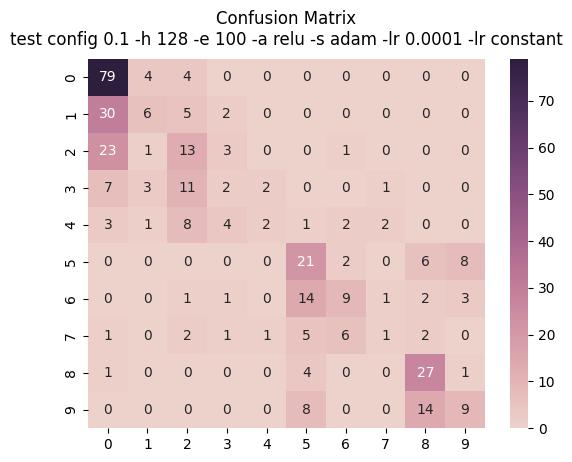 Confusion Matrix
test config 0.1 -h 128 -e 100 -a relu -s adam -lr 0.0001 -lr constant
0 79 4 4 0 0 0 0 0 0 0
1 30 6 5 2 0 0 0 0 0 0
2 23 1 13 3 0 0 1 0 0 0
3 7 3 11 2 2 0 0 1 0 0
4 3 1 8 4 2 1 2 2 0 0
5 0 0 0 0 0 21 2 0 6 8
6 0 0 1 1 0 14 9 1 2 3
7 1 0 2 1 1 5 6 1 2 0
8 1 0 0 0 0 4 0 0 27 1
9 0 0 0 0 0 8 0 0 14 9
0 1 2 3 4 5 6 7 8 9
70
60
50
40
30
20
10
0